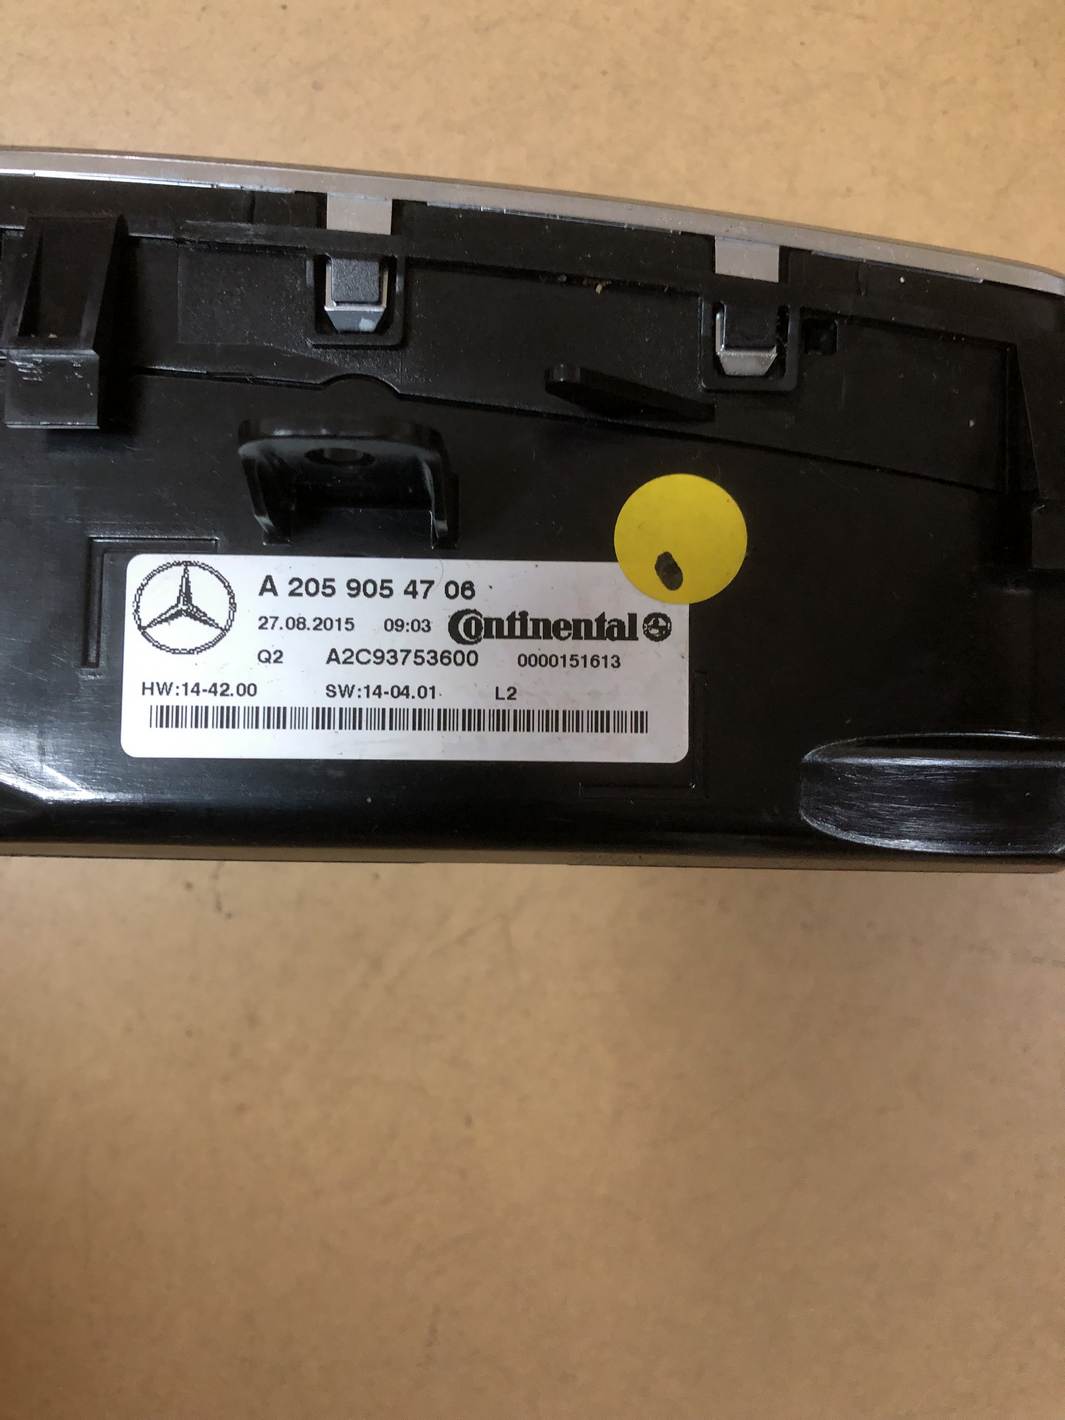 A 205 905 47 06
27.08.2015 09:03 Continental
Q2 A2C93753600 0000151613
HW:14-42.00 SW:14-04.01 L2